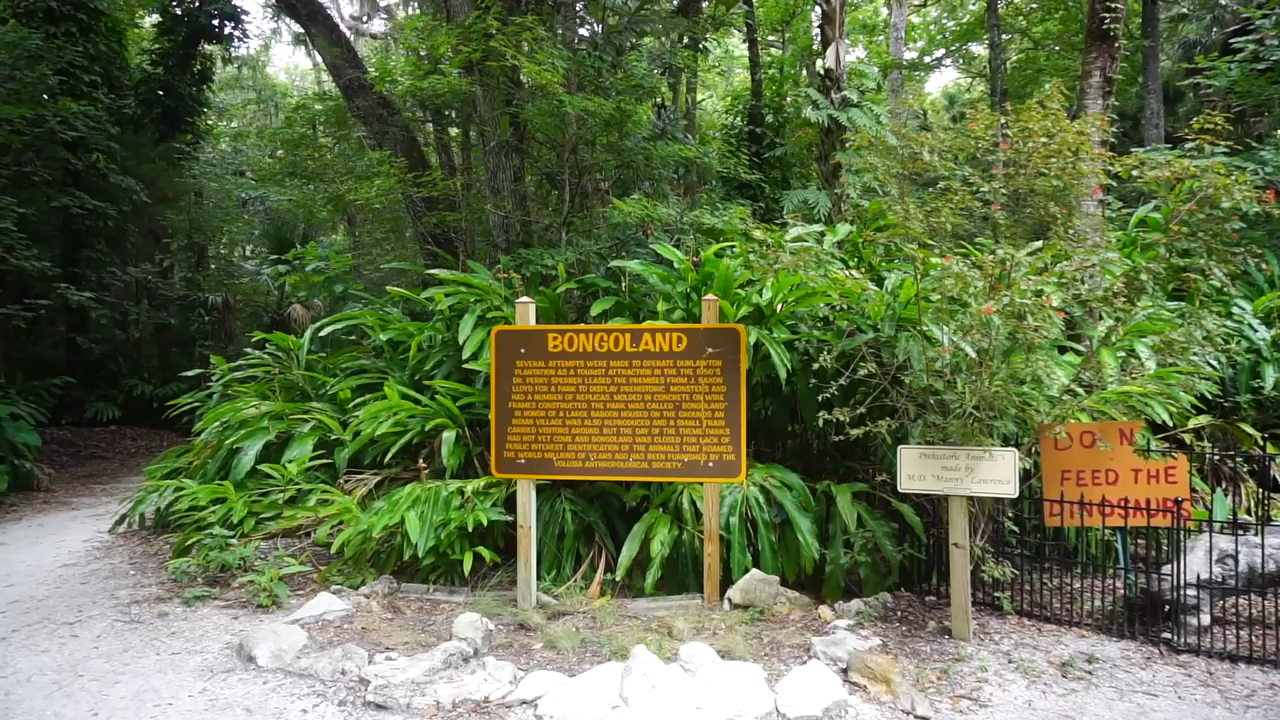 BONGOLAND
SEVERAL ATTEMPTS WERE MADE TO OPERATE DUNLAWTON
PLANTATION AS A TOURIST ATTRACTION IN THE THE 1950'S
DR. PERRY SPERBER LEASED THE PREMISES FROM J. SAXON
LLOYD FOR A PARK TO DISPLAY PREHISTORIC MONSTERS AND
HAD A NUMBER OF REPLICAS, MOLDED IN CONCRETE ON WIRE
FRAMES CONSTRUCTED. THE PARK WAS CALLED "BONGOLAND"
IN HONOR OF A LARGE BABOON HOUSED ON THE GROUNDS AN
INDIAN VILLAGE WAS ALSO REPRODUCED AND A SMALL TRAIN
CARRIED VISITORS AROUND. BUT THE DAY OF THE THEME PARKS
HAD NOT YET COME AND BONGOLAND WAS CLOSED FOR LACK OF
PUBLIC INTEREST. IDENTIFICATION OF THE ANIMALS THAT ROAMED
THE WORLD MILLIONS OF YEARS AGO HAS BEEN FURNISHED BY THE
VOLUSIA ANTHROPOLOGICAL SOCIETY.
Prehistoric Animals
made by
M.D. "Manny" Lawrence
DO N
FEED THE
DINOSAURS